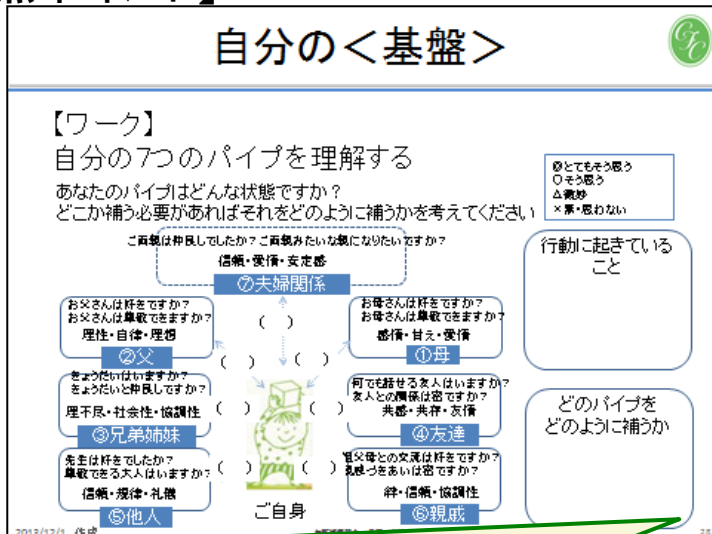 自分の＜基盤＞
GFC
【ワーク】
自分の7つのパイプを理解する
あなたのパイプはどんな状態ですか？
どこか補う必要があればそれをどのように補うかを考えてください
◎とてもそう思う
○そう思う
△微妙
×悪・思わない
ご両親は仲良しでしたか？ご両親みたいな親になりたいですか？
信頼・愛情・安定感
⑦夫婦関係
お父さんは好きですか？
お父さんは尊敬できますか？
理性・自律・理想
②父
お母さんは好きですか？
お母さんは尊敬できますか？
感情・甘え・愛情
①母
( )
( )
( )
きょうだいはいますか？
きょうだいと仲良しですか？
理不尽・社会性・協調性
③兄弟姉妹
( )
( )
何でも話せる友人はいますか？
友人との関係は密ですか？
共感・共存・友情
④友達
先生は好きでしたか？
尊敬できる大人はいますか？
信頼・規律・礼儀
⑤他人
( )
( )
祖父母との交流は好きですか？
親戚づきあいは密ですか？
絆・信頼・協調性
⑥親戚
ご自身
行動に起きている
こと
どのパイプを
どのように補うか
2013/12/1 作成